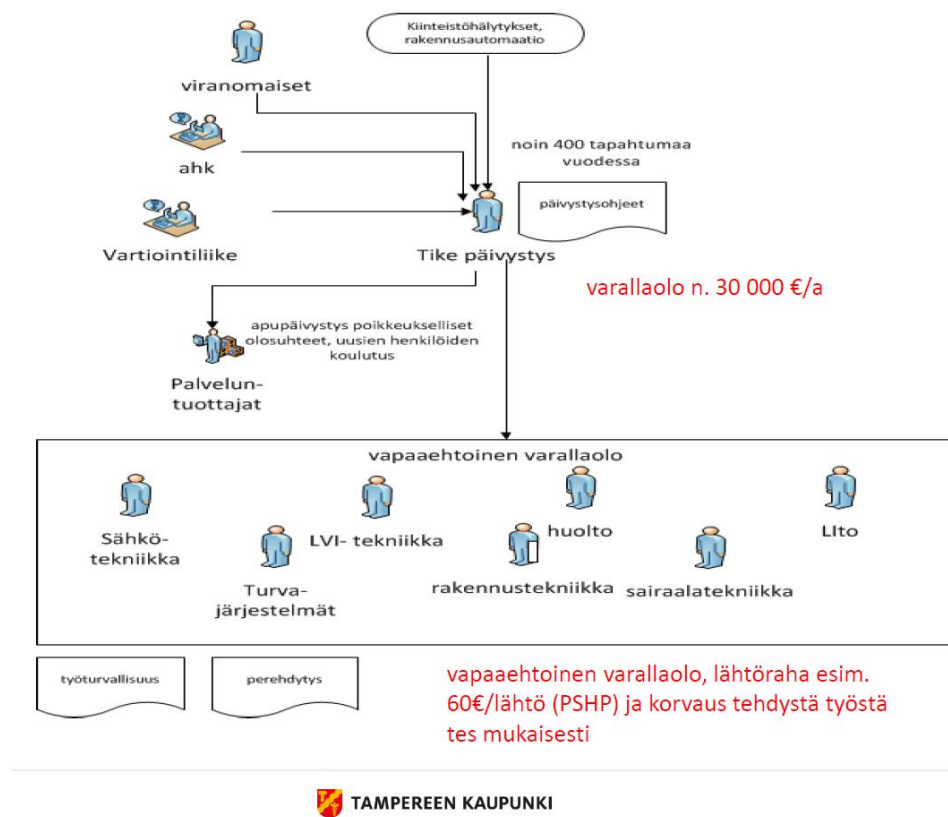 Kiinteistöhälytykset,
rakennusautomaatio
viranomaiset
ahk
noin 400 tapahtumaa
vuodessa
päivystysohjeet
Vartiointiliike
Tike päivystys
varallaolo n. 30 000 €/a
apupäivystys poikkeukselliset
olosuhteet, uusien henkilöiden
koulutus
Palvelun-
tuottajat
vapaaehtoinen varallaolo
Sähkö-
tekniikka
LVI- tekniikka
huolto
LIto
Turva-
järjestelmät
rakennustekniikka
sairaalatekniikka
työturvallisuus
perehdytys
vapaaehtoinen varallaolo, lähtöraha esim.
60€/lähtö (PSHP) ja korvaus tehdystä työstä
tes mukaisesti
TAMPEREEN KAUPUNKI